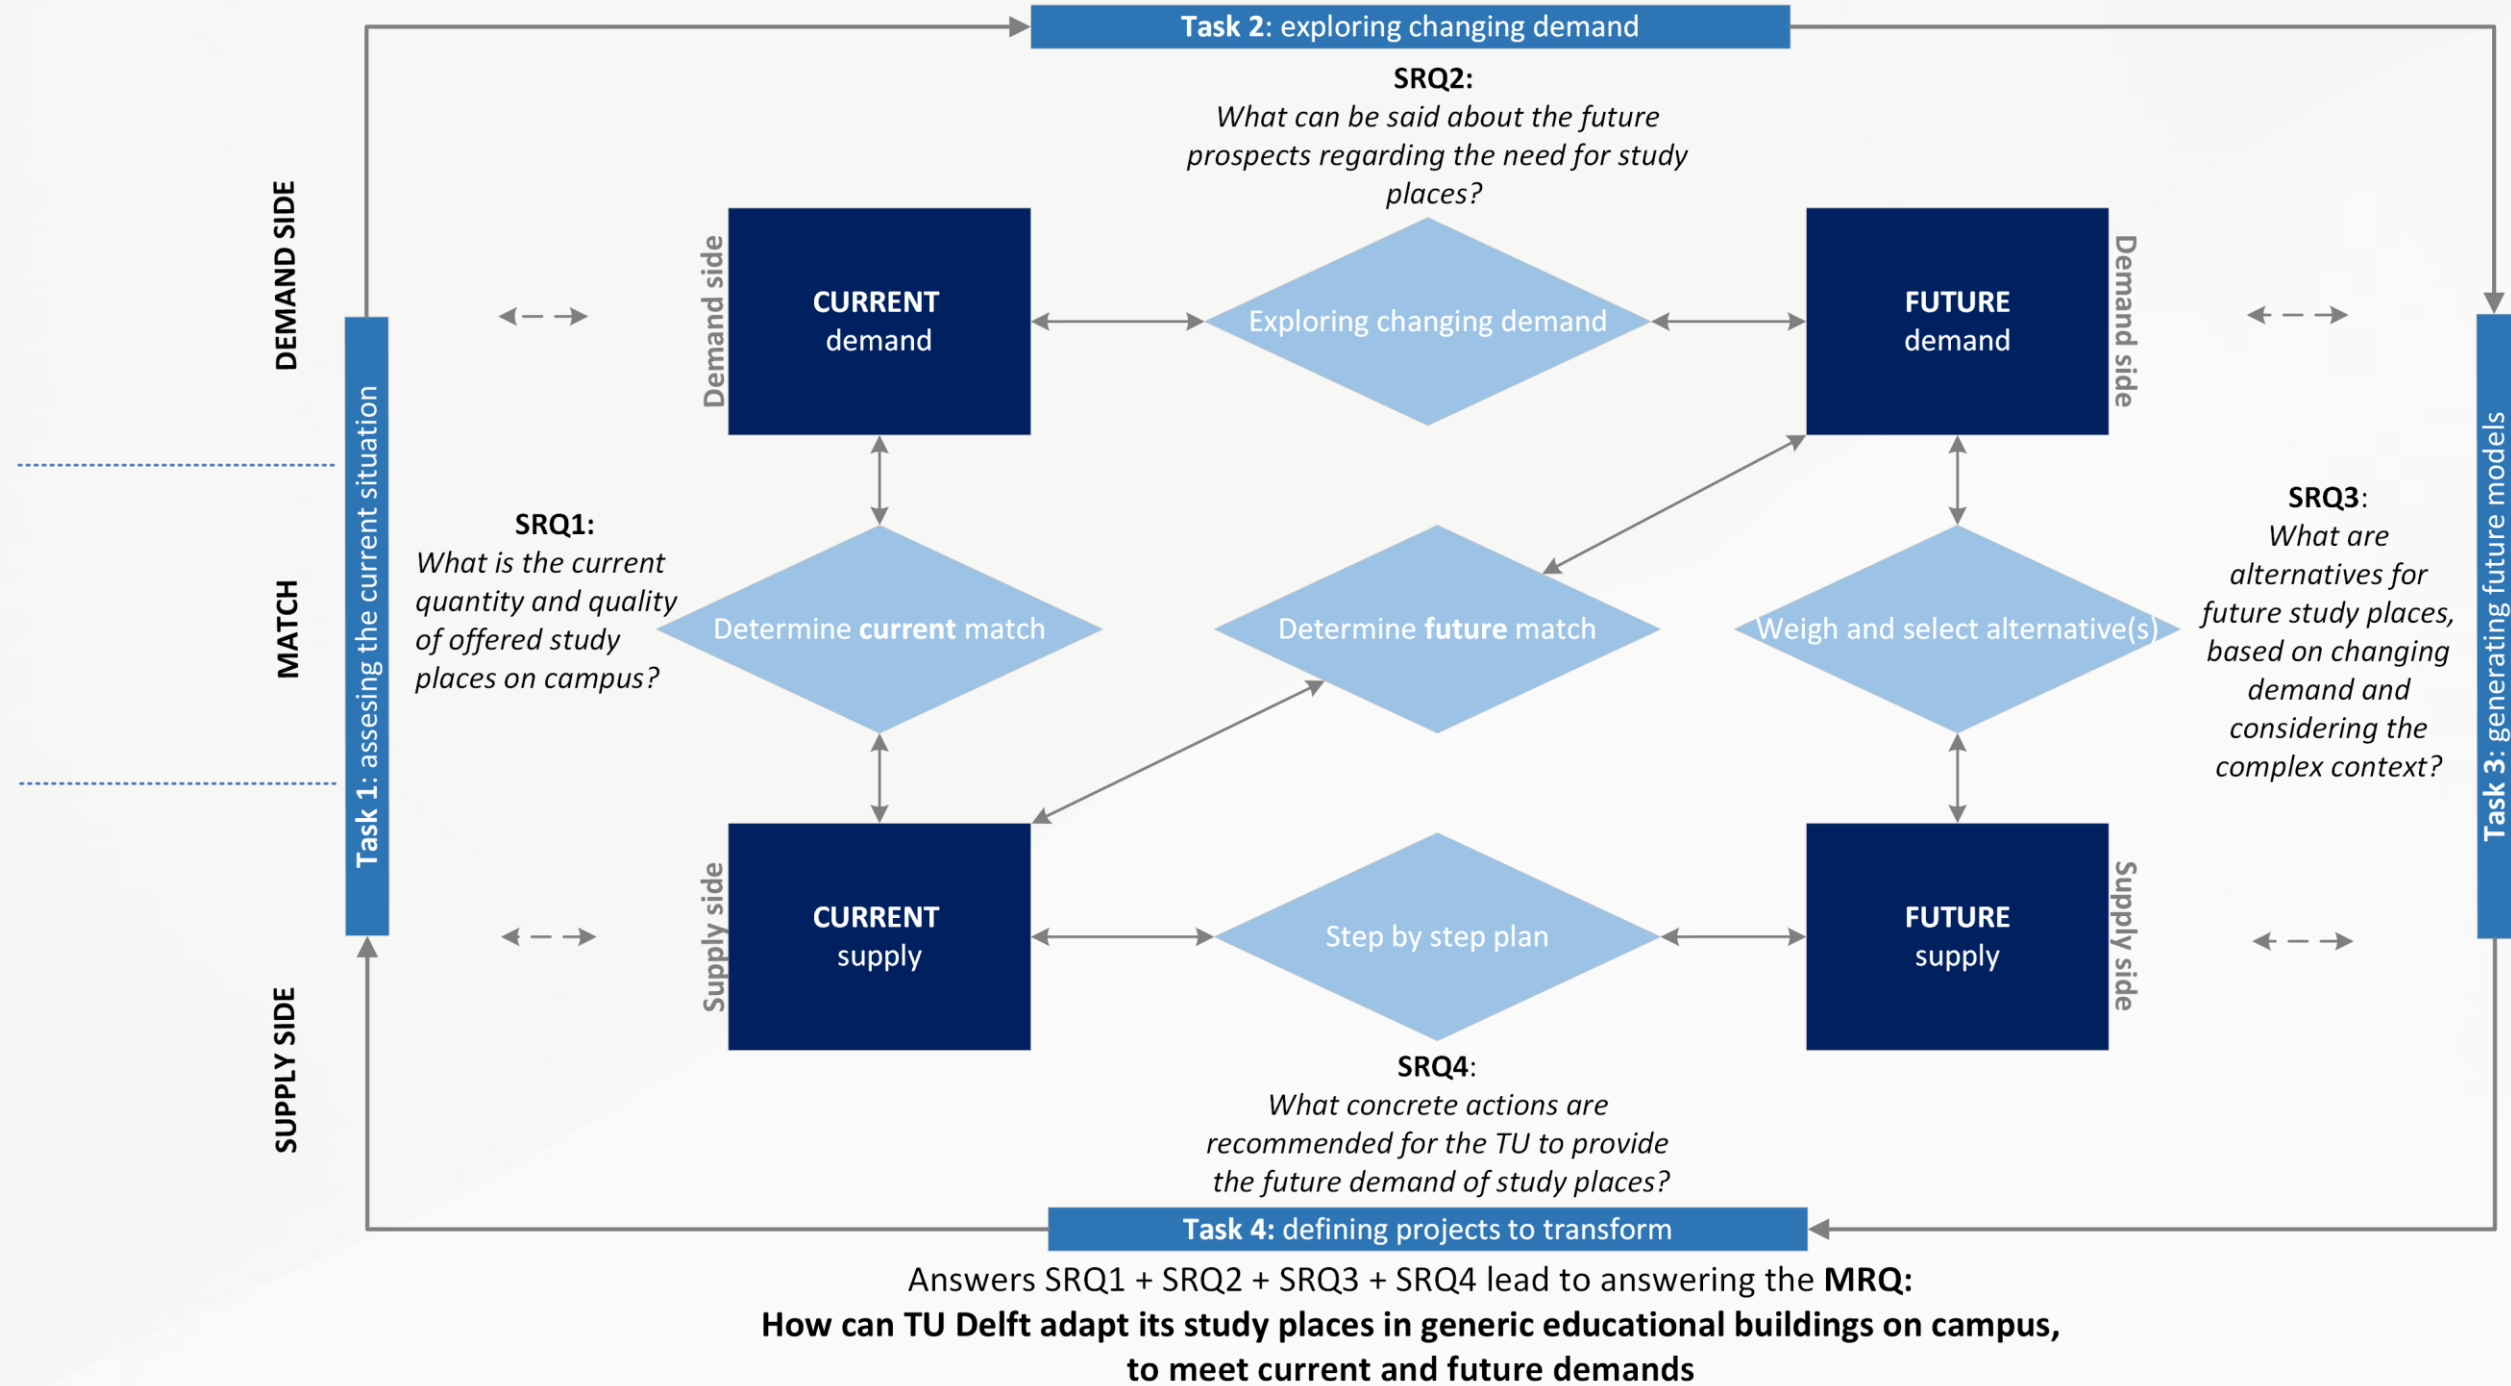 Task 2: exploring changing demand
SRQ2:
What can be said about the future
prospects regarding the need for study
places?
DEMAND SIDE
Demand side
CURRENT
demand
Exploring changing demand
FUTURE
demand
Demand side
Task 1: assesing the current situation
MATCH
SRQ1:
What is the current
quantity and quality
of offered study
places on campus?
Determine current match
Determine future match
Weigh and select alternative(s)
SRQ3:
What are
alternatives for
future study places,
based on changing
demand and
considering the
complex context?
Task 3: generating future models
SUPPLY SIDE
Supply side
CURRENT
supply
Step by step plan
FUTURE
supply
Supply side
SRQ4:
What concrete actions are
recommended for the TU to provide
the future demand of study places?
Task 4: defining projects to transform
Answers SRQ1 + SRQ2 + SRQ3 + SRQ4 lead to answering the MRQ:
How can TU Delft adapt its study places in generic educational buildings on campus,
to meet current and future demands